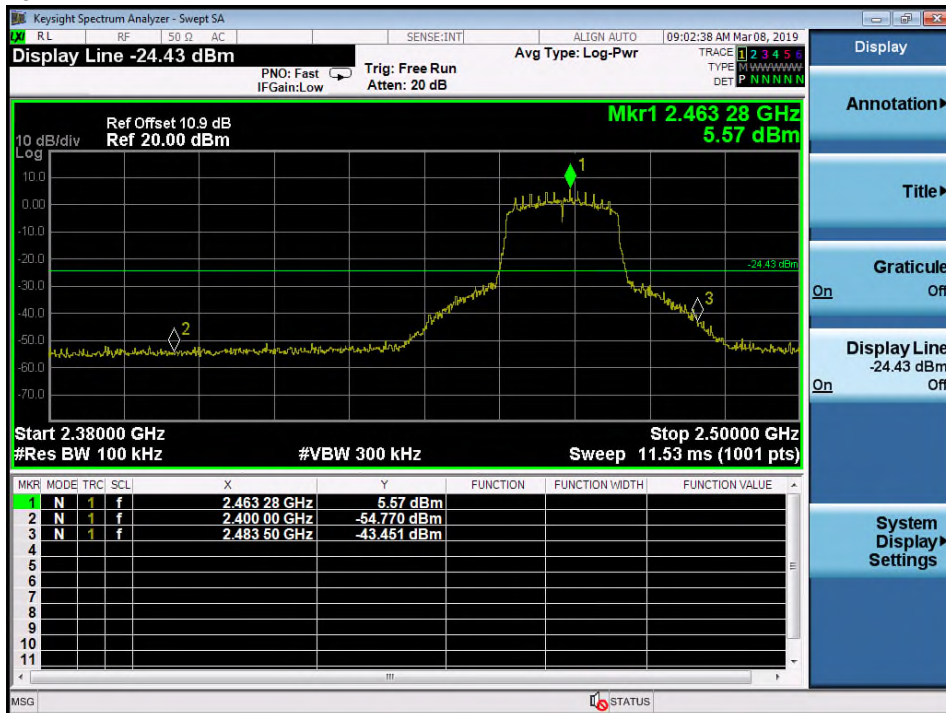 Keysight Spectrum Analyzer - Swept SA
LXI RL RF 50 Ω AC SENSE:INT ALIGN AUTO 09:02:38 AM Mar 08, 2019
Display Line -24.43 dBm
PNO: Fast
IFGain:Low
Trig: Free Run
Atten: 20 dB
Avg Type: Log-Pwr
TRACE 1 2 3 4 5 6
TYPE M WWWWW
DET P N N N N N
Mkr1 2.463 28 GHz
5.57 dBm
Ref Offset 10.9 dB
10 dB/div Ref 20.00 dBm
Log
10.0
0.00
-10.0
-20.0
-30.0
-40.0
-50.0
-60.0
-70.0
1
2
3
-24.43 dBm
Start 2.38000 GHz Stop 2.50000 GHz
#Res BW 100 kHz #VBW 300 kHz Sweep 11.53 ms (1001 pts)
MKR MODE TRC SCL X Y FUNCTION FUNCTION WIDTH FUNCTION VALUE
1 N 1 f 2.463 28 GHz 5.57 dBm
2 N 1 f 2.400 00 GHz -54.770 dBm
3 N 1 f 2.483 50 GHz -43.451 dBm
4
5
6
7
8
9
10
11
MSG STATUS
Display
Annotation
Title
Graticule
On Off
Display Line
-24.43 dBm
On Off
System
Display
Settings